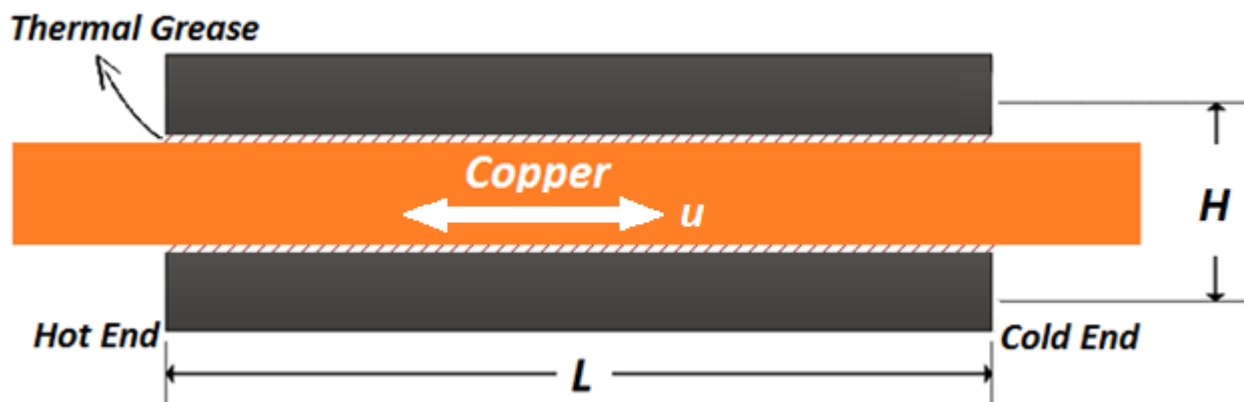 Thermal Grease
Copper
u
H
Hot End
Cold End
L